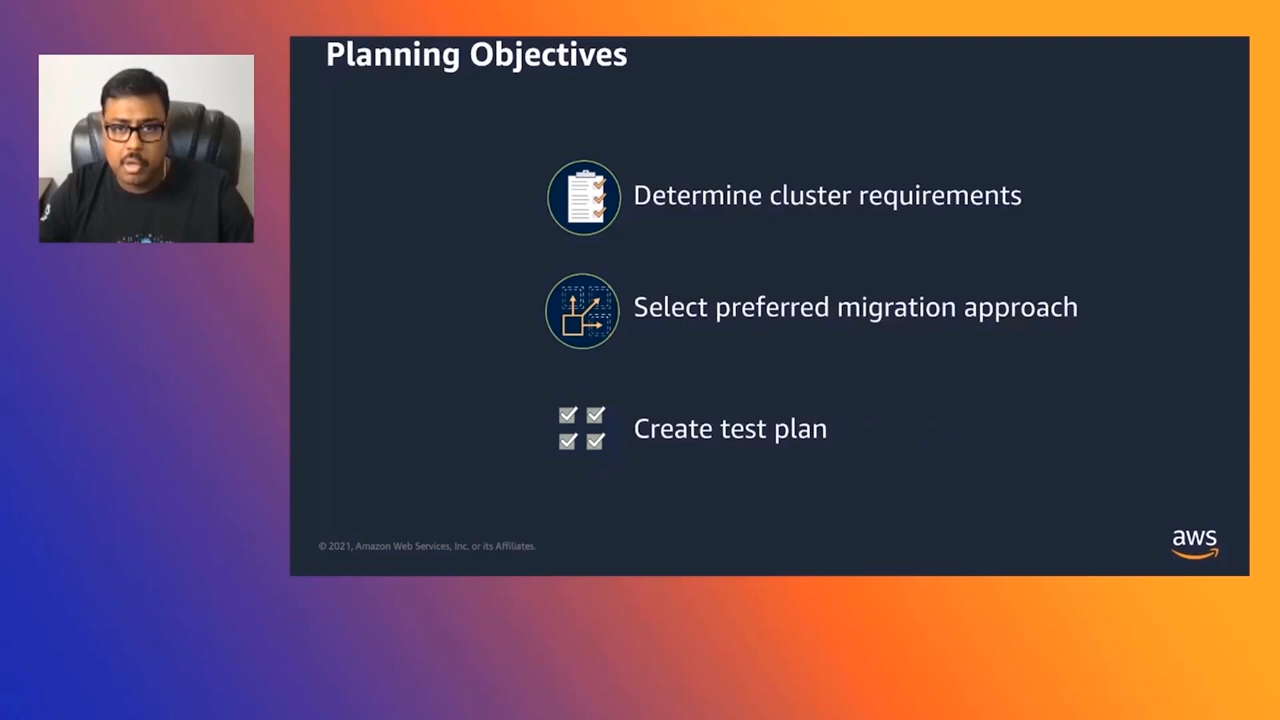 Planning Objectives
Determine cluster requirements
Select preferred migration approach
Create test plan
© 2021, Amazon Web Services, Inc. or its Affiliates.
aws